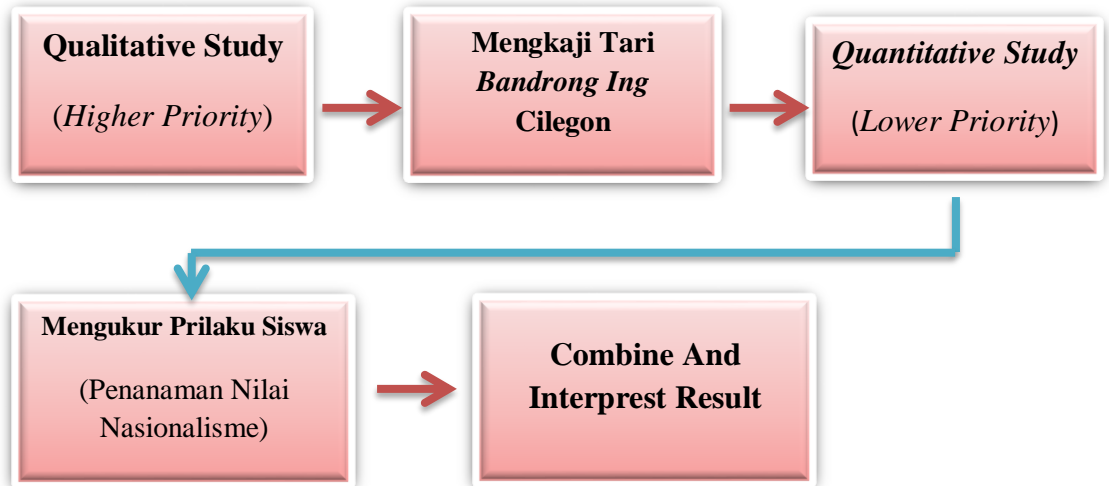 Qualitative Study
(Higher Priority)
Mengkaji Tari
Bandrong Ing
Cilegon
Quantitative Study
(Lower Priority)
Mengukur Prilaku Siswa
(Penanaman Nilai
Nasionalisme)
Combine And
Interprest Result